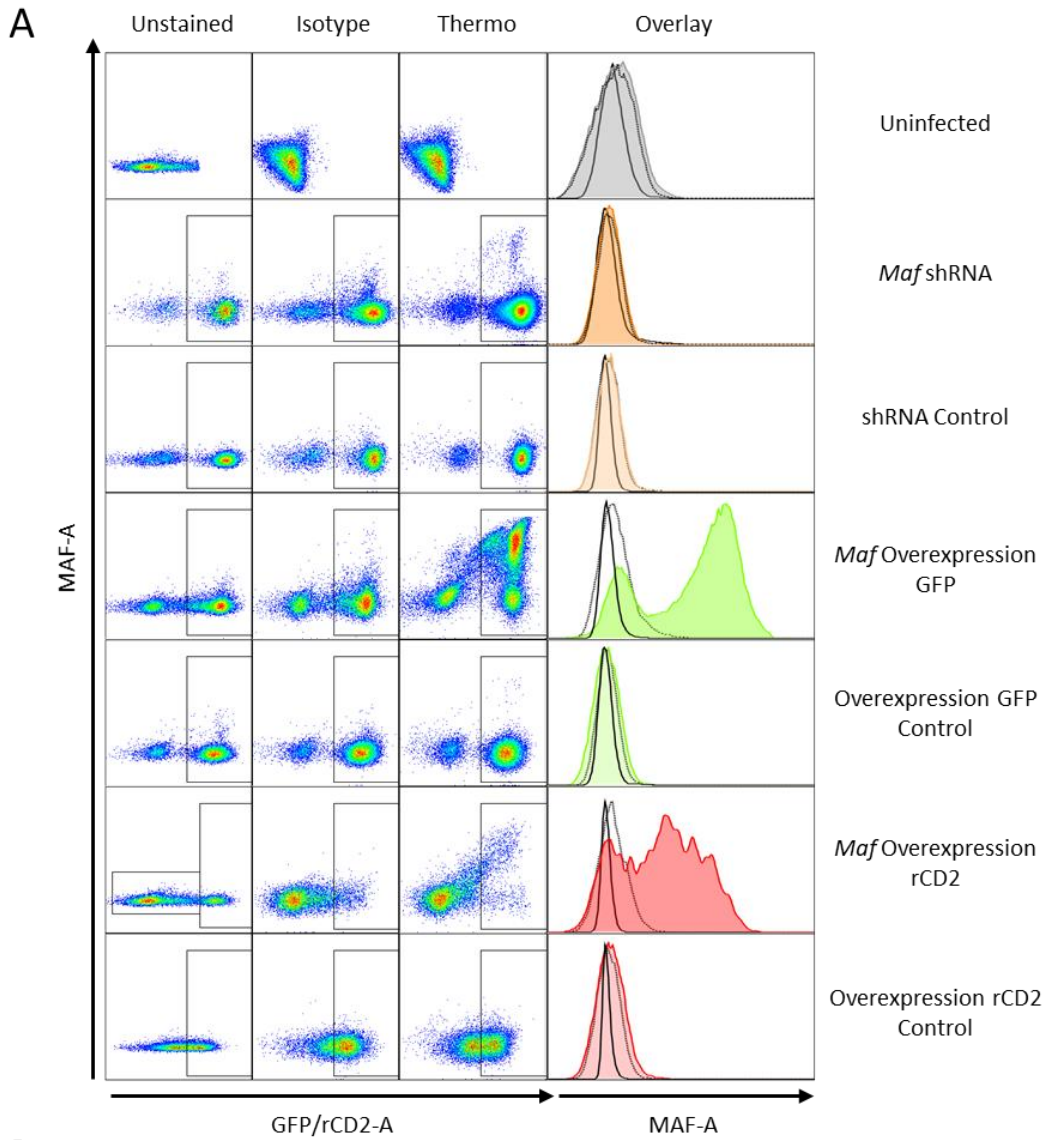 A
Unstained
Isotype
Thermo
Overlay
Uninfected
Maf shRNA
shRNA Control
Maf Overexpression
GFP
Overexpression GFP
Control
Maf Overexpression
rCD2
Overexpression rCD2
Control
MAF-A
GFP/rCD2-A
MAF-A